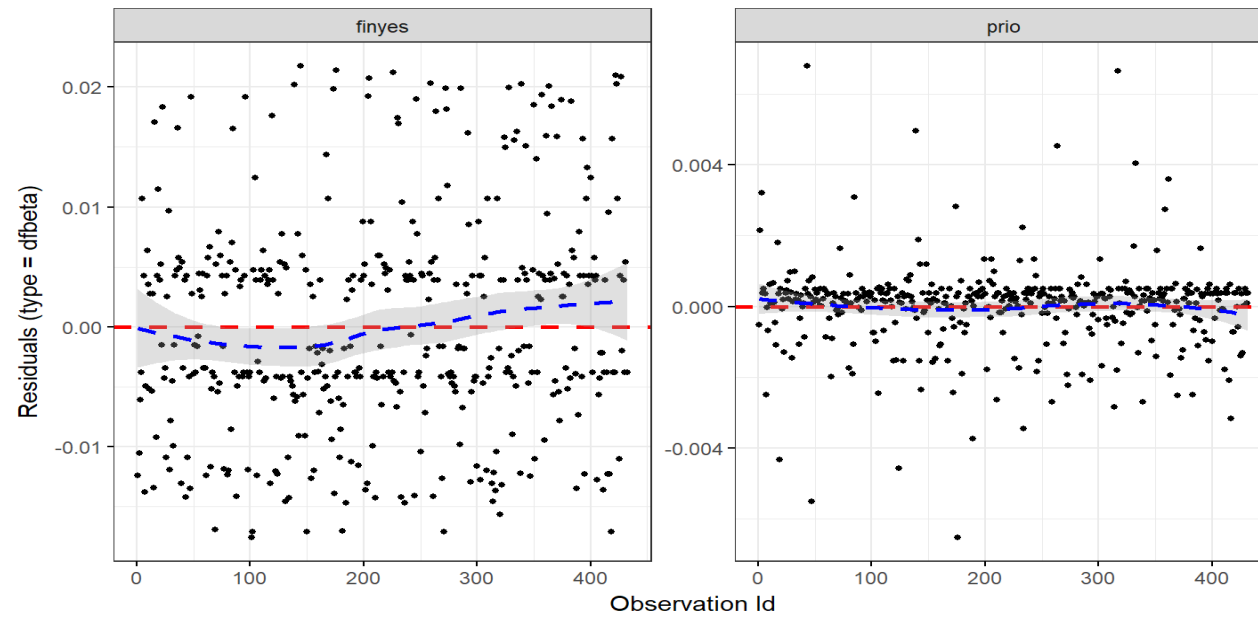 finyes
prio
Residuals (type = dfbeta)
0.02
0.01
0.00
-0.01
0.004
0.000
-0.004
0 100 200 300 400
0 100 200 300 400
Observation Id